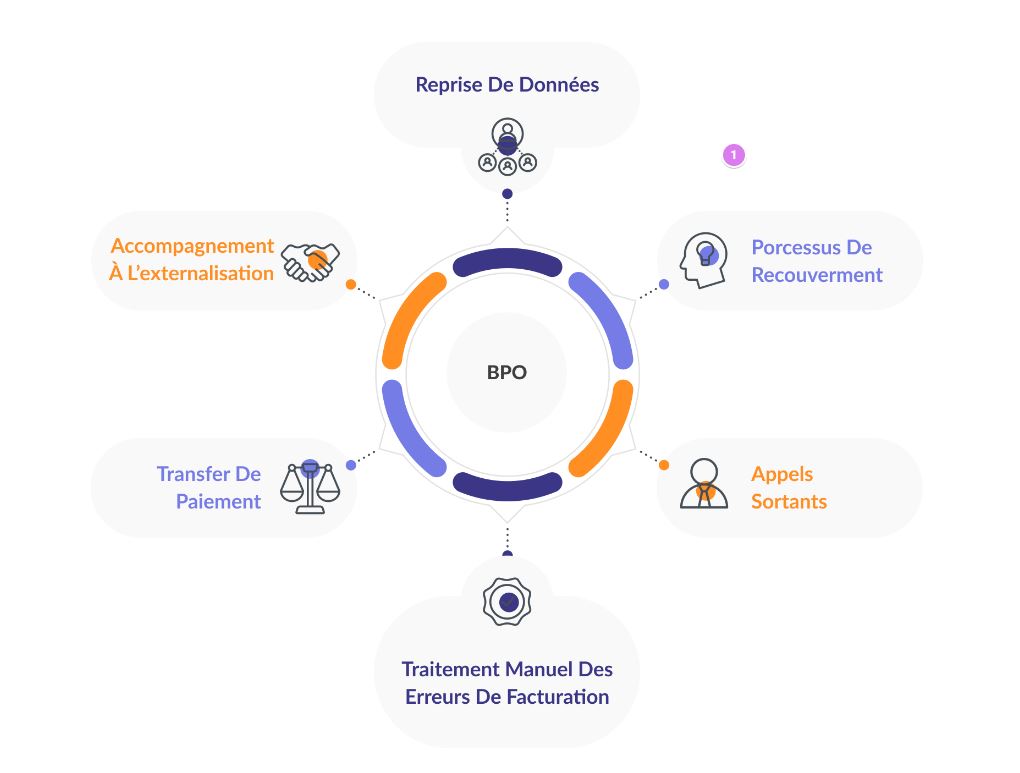 Reprise De Données
1
Accompagnement
À L'externalisation
Porcessus De
Recouverment
BPO
Transfer De
Paiement
Appels
Sortants
Traitement Manuel Des
Erreurs De Facturation